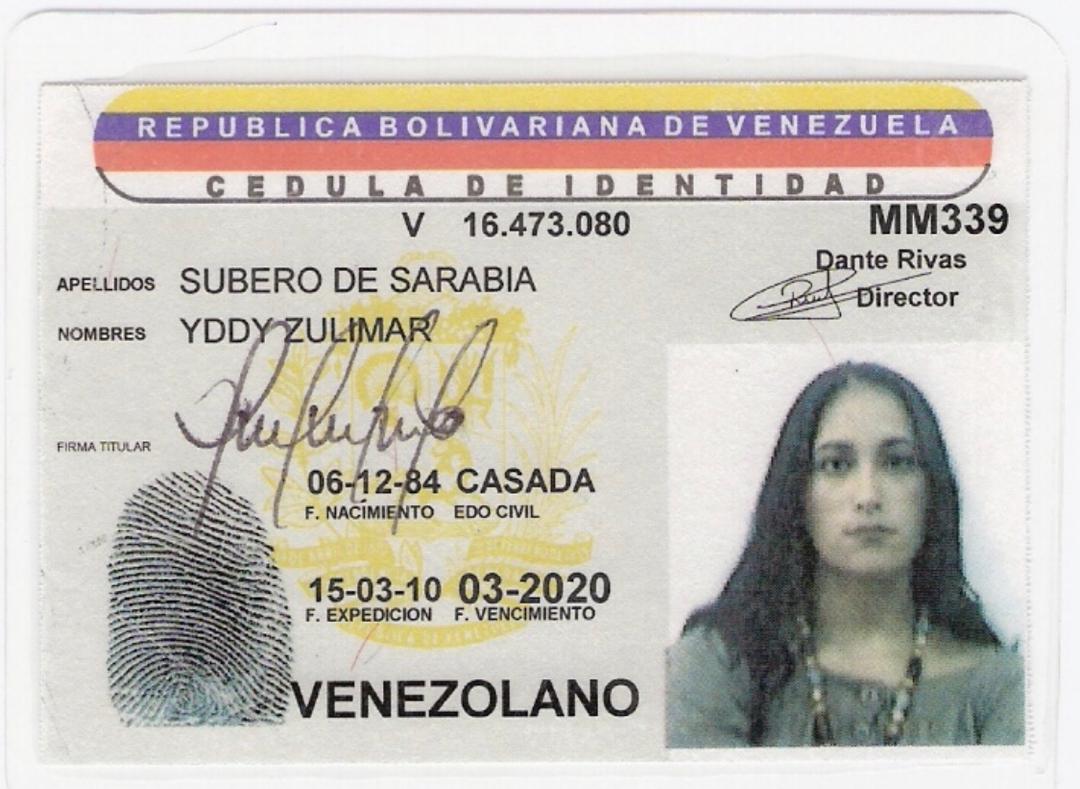 REPUBLICA BOLIVARIANA DE VENEZUELA
CEDULA DE IDENTIDAD
V 16.473.080
MM339
Dante Rivas
Director
APELLIDOS SUBERO DE SARABIA
NOMBRES YDDY ZULIMAR
FIRMA TITULAR
06-12-84 CASADA
F. NACIMIENTO EDO CIVIL
15-03-10 03-2020
F. EXPEDICION F. VENCIMIENTO
VENEZOLANO